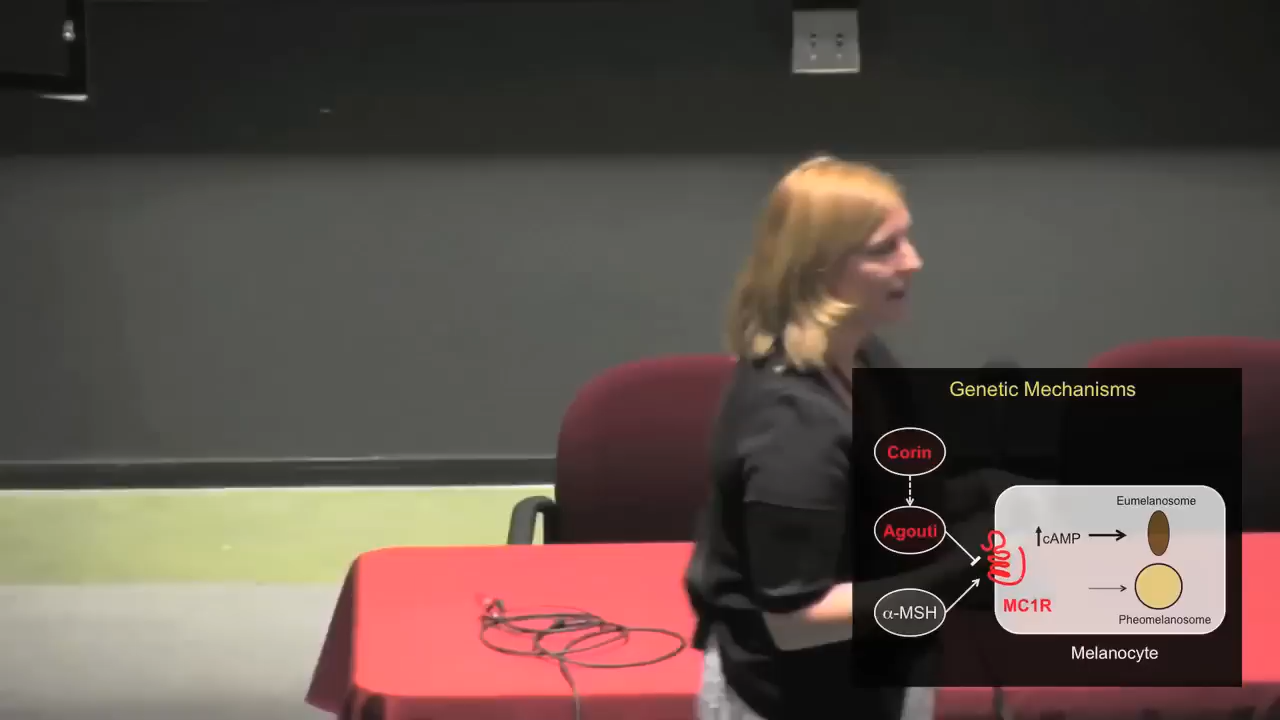 Genetic Mechanisms
Corin
Agouti
α-MSH
MC1R
cAMP
Eumelanosome
Pheomelanosome
Melanocyte